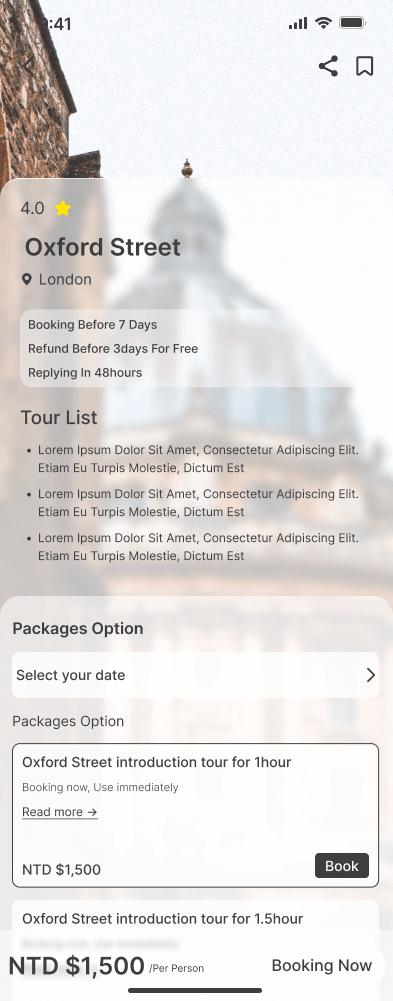 :41
4.0
Oxford Street
London
Booking Before 7 Days
Refund Before 3days For Free
Replying In 48hours
Tour List
• Lorem Ipsum Dolor Sit Amet, Consectetur Adipiscing Elit.
Etiam Eu Turpis Molestie, Dictum Est
• Lorem Ipsum Dolor Sit Amet, Consectetur Adipiscing Elit.
Etiam Eu Turpis Molestie, Dictum Est
• Lorem Ipsum Dolor Sit Amet, Consectetur Adipiscing Elit.
Etiam Eu Turpis Molestie, Dictum Est
Packages Option
Select your date
Packages Option
Oxford Street introduction tour for 1hour
Booking now, Use immediately
Read more →
NTD $1,500 Book
Oxford Street introduction tour for 1.5hour
Booking now, Use immediately
NTD $1,500 /Per Person Booking Now